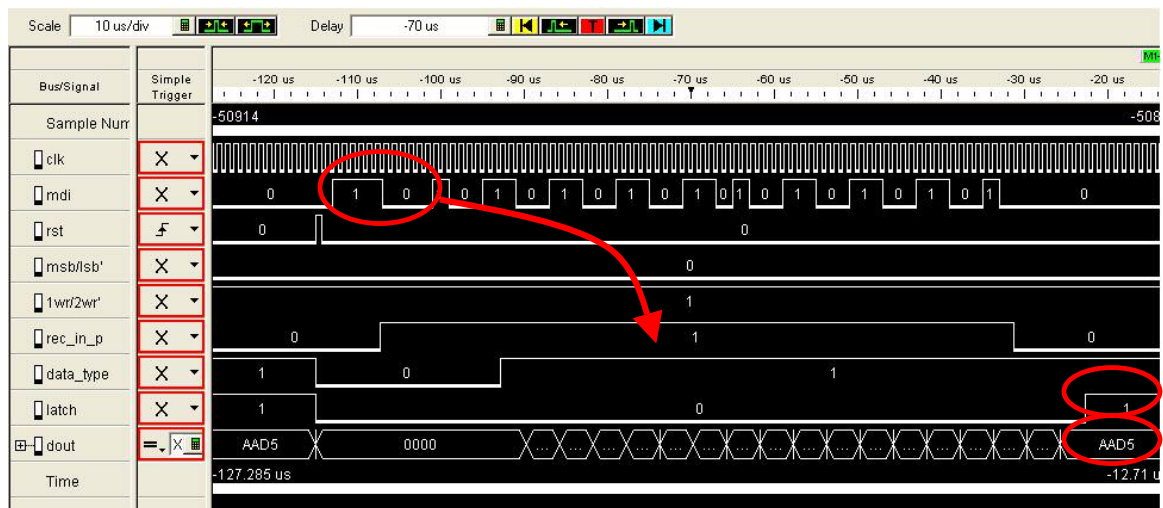 Scale 10 us/div Delay -70 us T
M1-
Bus/Signal Simple Trigger -120 us -110 us -100 us -90 us -80 us -70 us -60 us -50 us -40 us -30 us -20 us
Sample Num -50914 -508
clk X
mdi X 0 1 0 0 1 0 1 0 1 0 1 0 1 0 1 0 1 0 1 0 1 0
rst 0 0
msb/lsb' X 0
1wr/2wr' X 1
rec_in_p X 0 1 0
data_type X 1 0 1
latch X 1 0 1
dout = X AAD5 0000 ... ... ... ... ... ... ... ... ... ... ... ... ... ... ... AAD5
Time -127.285 us -12.71 u